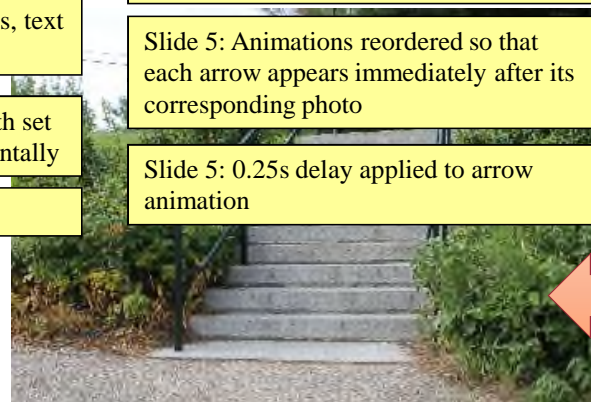 s, text
Slide 5: Animations reordered so that
each arrow appears immediately after its
corresponding photo
th set
ntally
Slide 5: 0.25s delay applied to arrow
animation